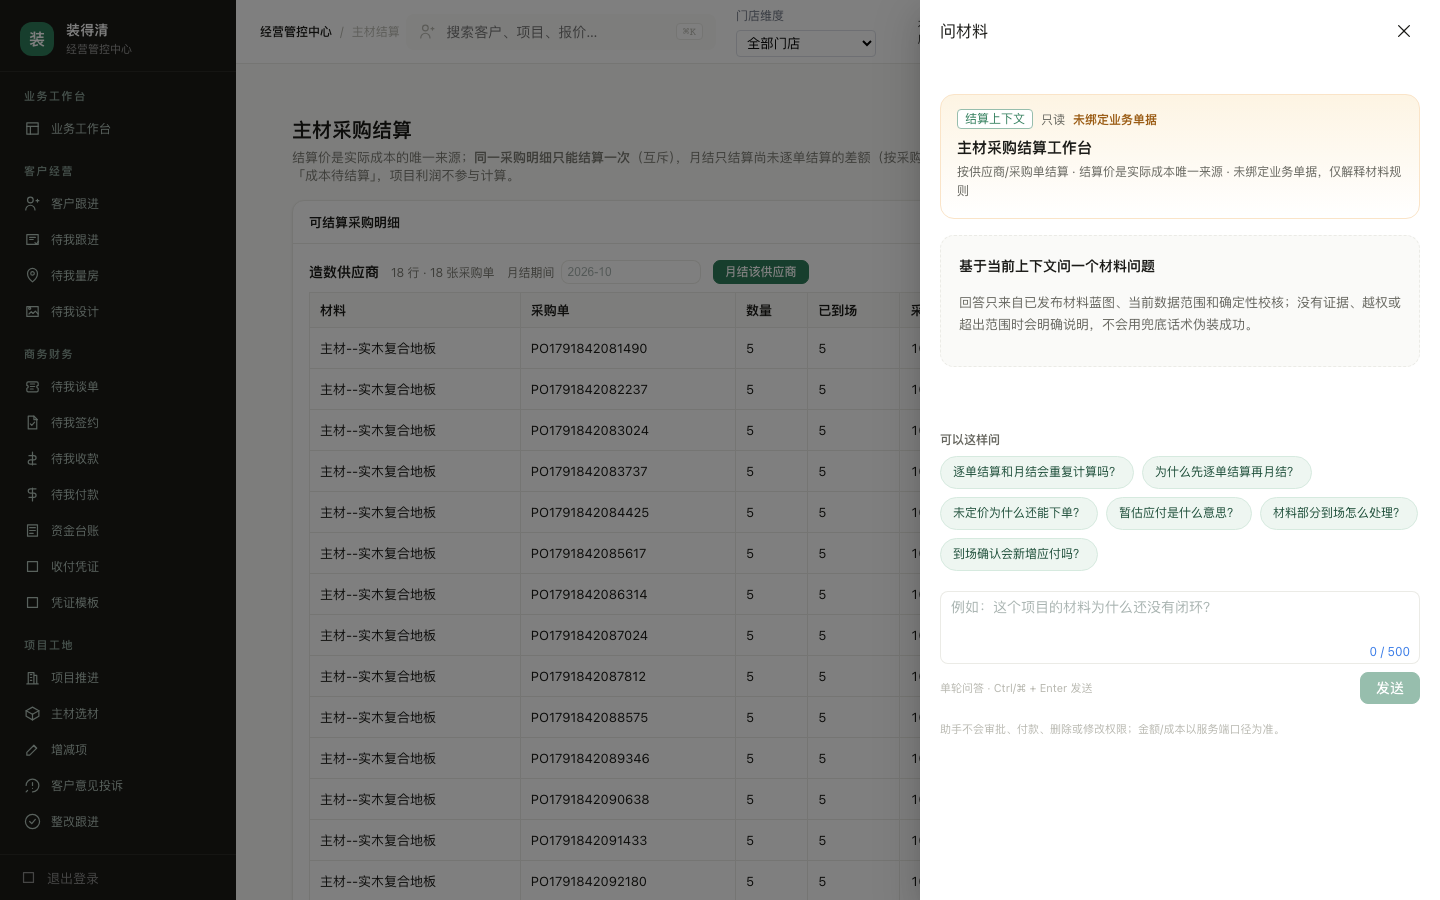 装
装得清
经营管控中心
业务工作台
业务工作台
客户经营
客户跟进
待我跟进
待我量房
待我设计
商务财务
待我谈单
待我签约
待我收款
待我付款
资金台账
收付凭证
凭证模板
项目工地
项目推进
主材选材
增减项
客户意见投诉
整改跟进
退出登录
经营管控中心 / 主材结算
搜索客户、项目、报价... ⌘K
门店维度
全部门店
主材采购结算
结算价是实际成本的唯一来源；同一采购明细只能结算一次（互斥），月结只结算尚未逐单结算的差额（按采购
「成本待结算」，项目利润不参与计算。
可结算采购明细
造数供应商 18 行 · 18 张采购单 月结期间 2026-10 月结该供应商
材料 采购单 数量 已到场 采
主材--实木复合地板 PO1791842081490 5 5
主材--实木复合地板 PO1791842082237 5 5
主材--实木复合地板 PO1791842083024 5 5
主材--实木复合地板 PO1791842083737 5 5
主材--实木复合地板 PO1791842084425 5 5
主材--实木复合地板 PO1791842085617 5 5
主材--实木复合地板 PO1791842086314 5 5
主材--实木复合地板 PO1791842087024 5 5
主材--实木复合地板 PO1791842087812 5 5
主材--实木复合地板 PO1791842088575 5 5
主材--实木复合地板 PO1791842089346 5 5
主材--实木复合地板 PO1791842090638 5 5
主材--实木复合地板 PO1791842091433 5 5
主材--实木复合地板 PO1791842092180 5 5
问材料
结算上下文 只读 未绑定业务单据
主材采购结算工作台
按供应商/采购单结算 · 结算价是实际成本唯一来源 · 未绑定业务单据，仅解释材料规
则
基于当前上下文问一个材料问题
回答只来自已发布材料蓝图、当前数据范围和确定性校核；没有证据、越权或
超出范围时会明确说明，不会用兜底话术伪装成功。
可以这样问
逐单结算和月结会重复计算吗？ 为什么先逐单结算再月结？
未定价为什么还能下单？ 暂估应付是什么意思？ 材料部分到场怎么处理？
到场确认会新增应付吗？
例如：这个项目的材料为什么还没有闭环？
0 / 500
单轮问答 · Ctrl/⌘ + Enter 发送 发送
助手不会审批、付款、删除或修改权限；金额/成本以服务端口径为准。